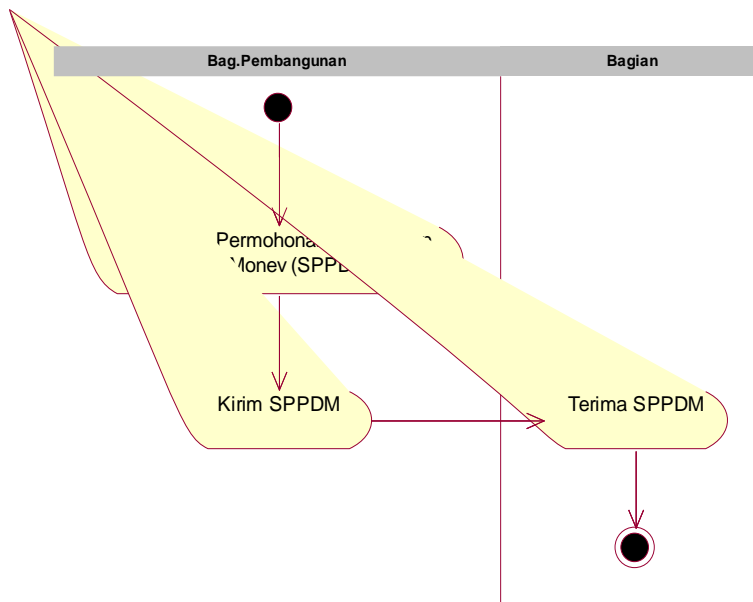 Bag.Pembangunan
Bagian
Permohona
Monev (SPPD
Kirim SPPDM
Terima SPPDM